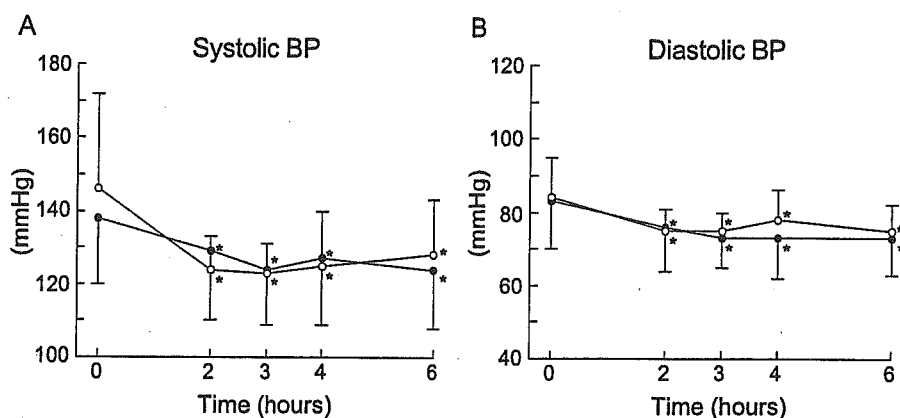 A
Systolic BP
180
160
140
120
100
(mmHg)
* * * *
* * * *
0 2 3 4 6
Time (hours)
B
Diastolic BP
120
100
80
60
40
(mmHg)
* * * *
* * * *
0 2 3 4 6
Time (hours)